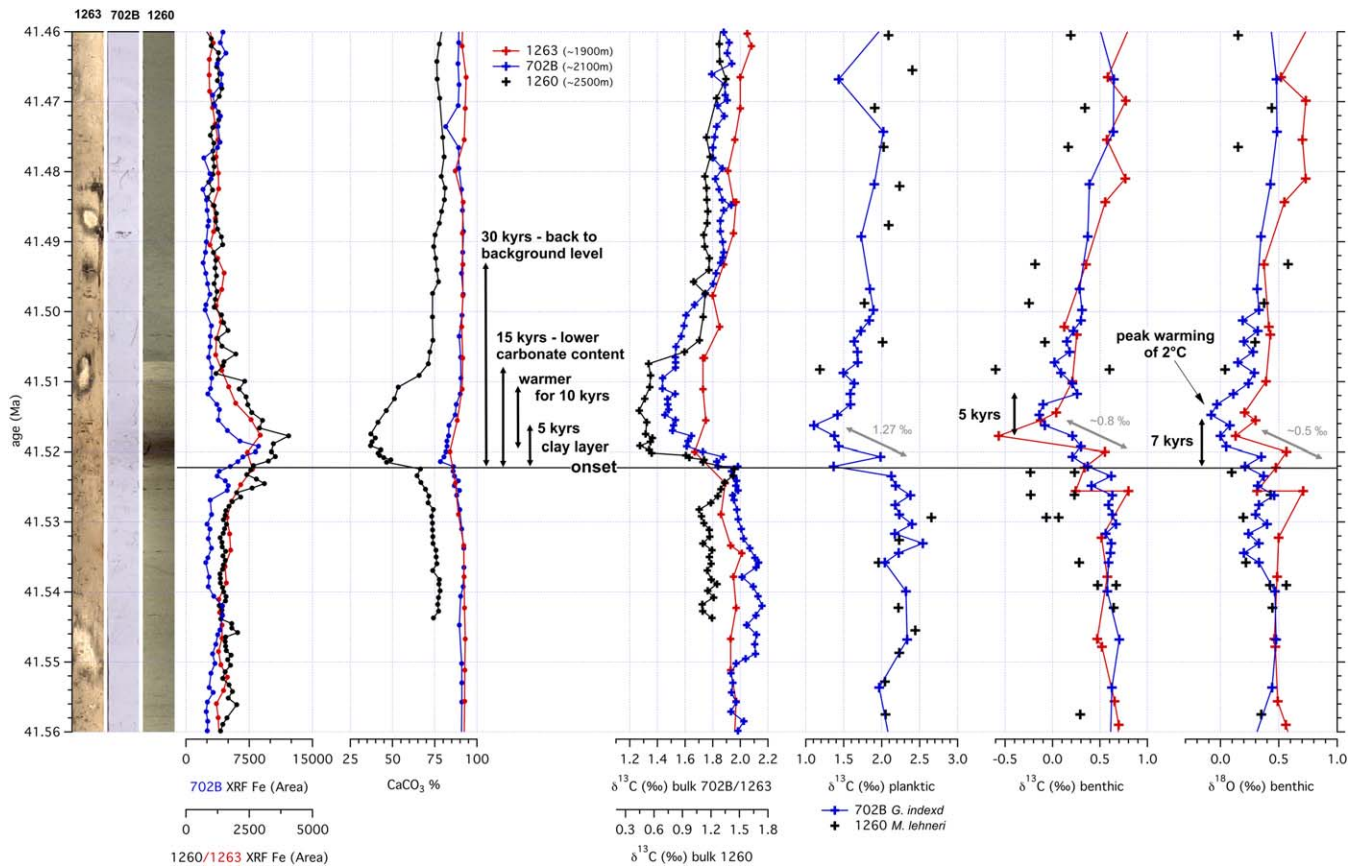 1263 702B 1260
41.46
41.47
41.48
41.49
41.50
41.51
41.52
41.53
41.54
41.55
41.56
age (Ma)
1263 (~1900m)
702B (~2100m)
1260 (~2500m)
30 kyrs - back to
background level
15 kyrs - lower
carbonate content
warmer
for 10 kyrs
5 kyrs
clay layer
onset
1.27 ‰
5 kyrs
~0.8 ‰
peak warming
of 2°C
7 kyrs
~0.5 ‰
0 7500 15000
702B XRF Fe (Area)
0 2500 5000
1260/1263 XRF Fe (Area)
25 50 75 100
CaCO3 %
1.2 1.4 1.6 1.8 2.0 2.2
δ13C (‰) bulk 702B/1263
0.3 0.6 0.9 1.2 1.5 1.8
δ13C (‰) bulk 1260
1.0 1.5 2.0 2.5 3.0
δ13C (‰) planktic
702B G. indexd
1260 M. lehneri
-0.5 0.0 0.5 1.0
δ13C (‰) benthic
0.0 0.5 1.0
δ18O (‰) benthic